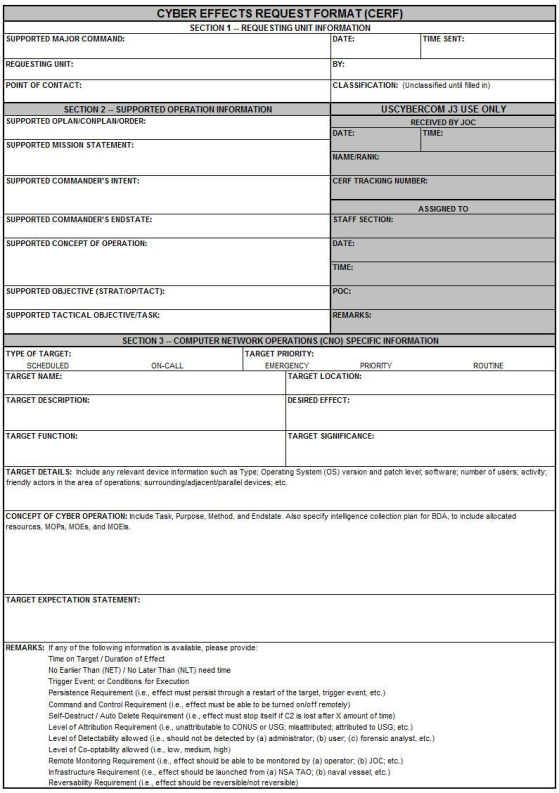 CYBER EFFECTS REQUEST FORMAT (CERF)
SECTION 1 -- REQUESTING UNIT INFORMATION
SUPPORTED MAJOR COMMAND:
DATE:
TIME SENT:
REQUESTING UNIT:
BY:
POINT OF CONTACT:
CLASSIFICATION: (Unclassified until filled in)
SECTION 2 -- SUPPORTED OPERATION INFORMATION
SUPPORTED OPLAN/CONPLAN/ORDER:
SUPPORTED MISSION STATEMENT:
SUPPORTED COMMANDER'S INTENT:
SUPPORTED COMMANDER'S ENDSTATE:
SUPPORTED CONCEPT OF OPERATION:
SUPPORTED OBJECTIVE (STRAT/OP/TACT):
SUPPORTED TACTICAL OBJECTIVE/TASK:
USCYBERCOM J3 USE ONLY
RECEIVED BY JOC
DATE:
TIME:
NAME/RANK:
CERF TRACKING NUMBER:
ASSIGNED TO
STAFF SECTION:
DATE:
TIME:
POC:
REMARKS:
SECTION 3 -- COMPUTER NETWORK OPERATIONS (CNO) SPECIFIC INFORMATION
TYPE OF TARGET:
SCHEDULED ON-CALL
TARGET PRIORITY:
EMERGENCY PRIORITY ROUTINE
TARGET NAME:
TARGET LOCATION:
TARGET DESCRIPTION:
DESIRED EFFECT:
TARGET FUNCTION:
TARGET SIGNIFICANCE:
TARGET DETAILS: Include any relevant device information such as Type; Operating System (OS) version and patch level; software; number of users; activity;
friendly actors in the area of operations; surrounding/adjacent/parallel devices; etc.
CONCEPT OF CYBER OPERATION: Include Task, Purpose, Method, and Endstate. Also specify intelligence collection plan for BDA, to include allocated
resources, MOPs, MOEs, and MOEIs.
TARGET EXPECTATION STATEMENT:
REMARKS: If any of the following information is available, please provide:
Time on Target / Duration of Effect
No Earlier Than (NET) / No Later Than (NLT) need time
Trigger Event; or Conditions for Execution
Persistence Requirement (i.e., effect must persist through a restart of the target, trigger event, etc.)
Command and Control Requirement (i.e., effect must be able to be turned on/off remotely)
Self-Destruct / Auto Delete Requirement (i.e., effect must stop itself if C2 is lost after X amount of time)
Level of Attribution Requirement (i.e., unattributable to CONUS or USG; misattributed; attributed to USG; etc.)
Level of Detectability allowed (i.e., should not be detected by (a) administrator; (b) user; (c) forensic analyst, etc.)
Level of Co-optability allowed (i.e., low, medium, high)
Remote Monitoring Requirement (i.e., effect should be able to be monitored by (a) operator; (b) JOC; etc.)
Infrastructure Requirement (i.e., effect should be launched from (a) NSA TAO; (b) naval vessel; etc.)
Reversability Requirement (i.e., effect should be reversible/not reversible)